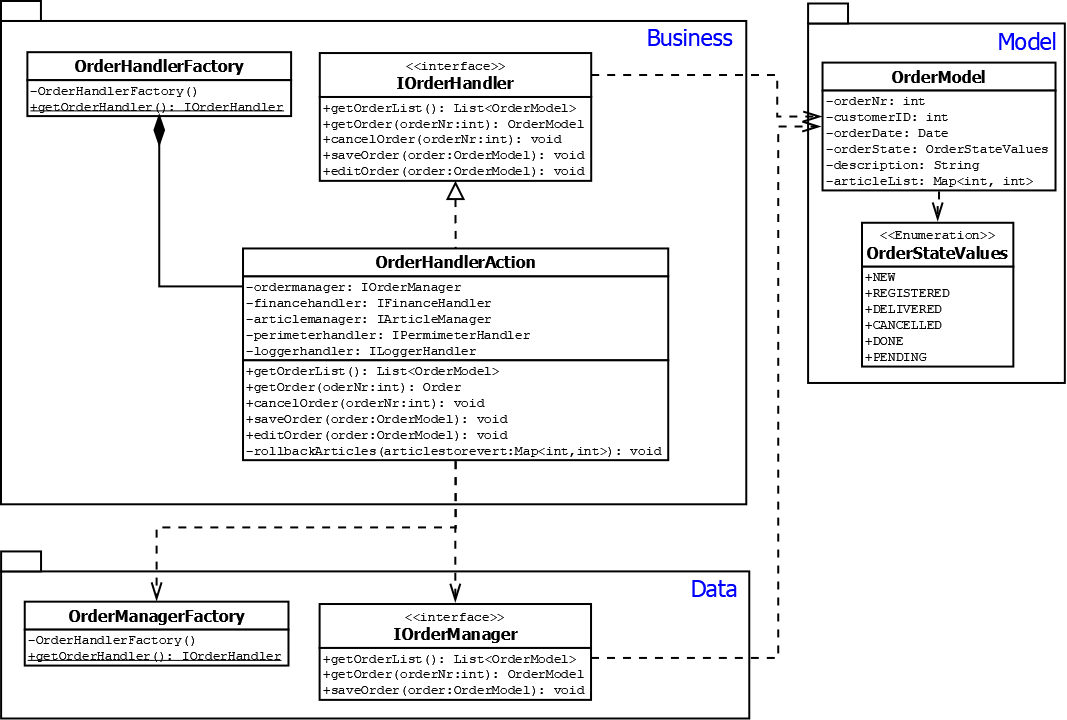 Business
OrderHandlerFactory
-OrderHandlerFactory()
+getOrderHandler(): IOrderHandler
<<interface>>
IOrderHandler
+getOrderList(): List<OrderModel>
+getOrder(orderNr:int): OrderModel
+cancelOrder(orderNr:int): void
+saveOrder(order:OrderModel): void
+editOrder(order:OrderModel): void
OrderHandlerAction
-ordermanager: IOrderManager
-financehandler: IFinanceHandler
-articlemanager: IArticleManager
-perimeterhandler: IPermimeterHandler
-loggerhandler: ILoggerHandler
+getOrderList(): List<OrderModel>
+getOrder(oderNr:int): Order
+cancelOrder(orderNr:int): void
+saveOrder(order:OrderModel): void
+editOrder(order:OrderModel): void
-rollbackArticles(articlestorevert:Map<int,int>): void
Model
OrderModel
-orderNr: int
-customerID: int
-orderDate: Date
-orderState: OrderStateValues
-description: String
-articleList: Map<int, int>
<<Enumeration>>
OrderStateValues
+NEW
+REGISTERED
+DELIVERED
+CANCELLED
+DONE
+PENDING
Data
OrderManagerFactory
-OrderHandlerFactory()
+getOrderHandler(): IOrderHandler
<<interface>>
IOrderManager
+getOrderList(): List<OrderModel>
+getOrder(orderNr:int): OrderModel
+saveOrder(order:OrderModel): void